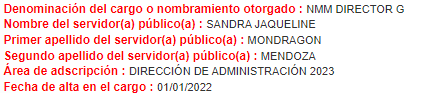 Denominación del cargo o nombramiento otorgado : NMM DIRECTOR G
Nombre del servidor(a) público(a) : SANDRA JAQUELINE
Primer apellido del servidor(a) público(a) : MONDRAGON
Segundo apellido del servidor(a) público(a) : MENDOZA
Área de adscripción : DIRECCIÓN DE ADMINISTRACIÓN 2023
Fecha de alta en el cargo : 01/01/2022